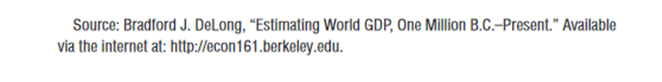 Source: Bradford J. DeLong, “Estimating World GDP, One Million B.C.–Present.” Available
via the internet at: http://econ161.berkeley.edu.